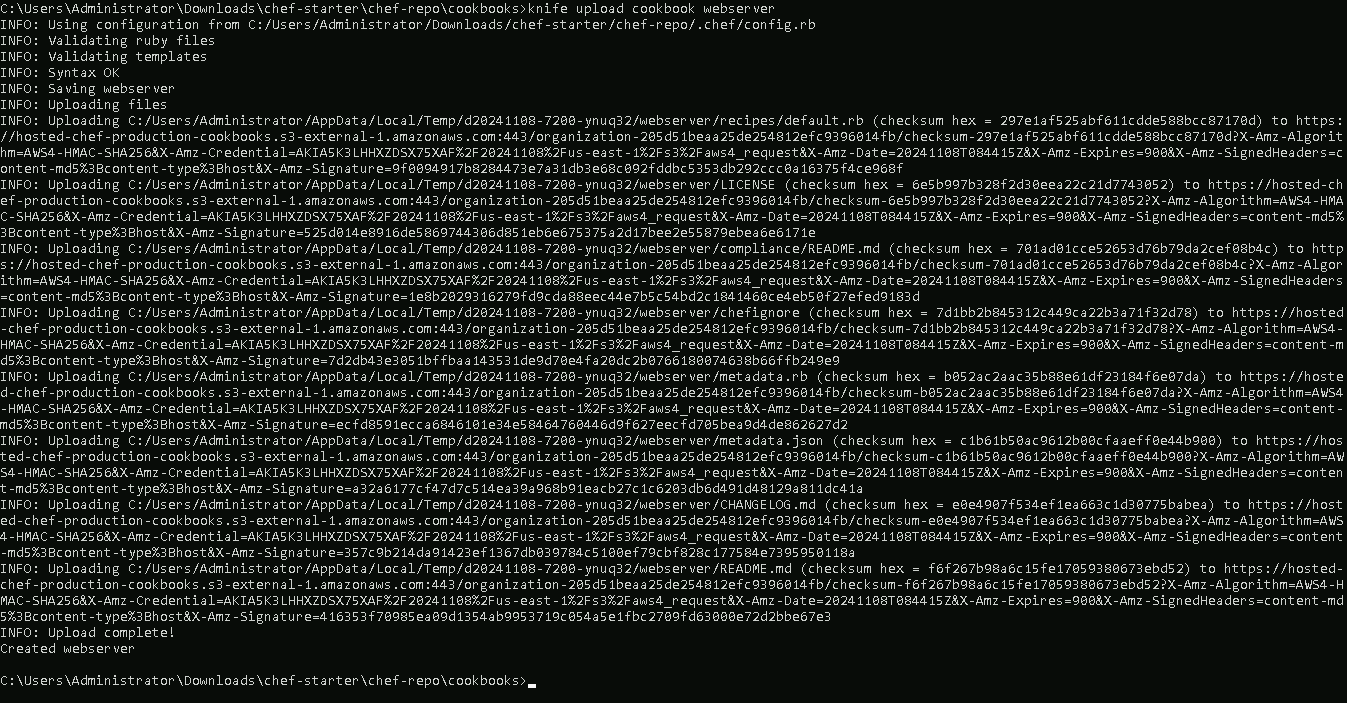 C:\Users\Administrator\Downloads\chef-starter\chef-repo\cookbooks>knife upload cookbook webserver
INFO: Using configuration from C:/Users/Administrator/Downloads/chef-starter/chef-repo/.chef/config.rb
INFO: Validating ruby files
INFO: Validating templates
INFO: Syntax OK
INFO: Saving webserver
INFO: Uploading files
INFO: Uploading C:/Users/Administrator/AppData/Local/Temp/d20241108-7200-ynuq32/webserver/recipes/default.rb (checksum hex = 297e1af525abf611cdde588bcc87170d) to https:
//hosted-chef-production-cookbooks.s3-external-1.amazonaws.com:443/organization-205d51beaa25de254812efc9396014fb/checksum-297e1af525abf611cdde588bcc87170d?X-Amz-Algorit
hm=AWS4-HMAC-SHA256&X-Amz-Credential=AKIA5K3LHHXZDSX75XAF%2F20241108%2Fus-east-1%2Fs3%2Faws4_request&X-Amz-Date=20241108T084415Z&X-Amz-Expires=900&X-Amz-SignedHeaders=c
ontent-md5%3Bcontent-type%3Bhost&X-Amz-Signature=9f0094917b8284473e7a31db3e68c092fddbc5353db292ccc0a16375f4ce968f
INFO: Uploading C:/Users/Administrator/AppData/Local/Temp/d20241108-7200-ynuq32/webserver/LICENSE (checksum hex = 6e5b997b328f2d30eea22c21d7743052) to https://hosted-ch
ef-production-cookbooks.s3-external-1.amazonaws.com:443/organization-205d51beaa25de254812efc9396014fb/checksum-6e5b997b328f2d30eea22c21d7743052?X-Amz-Algorithm=AWS4-HMA
C-SHA256&X-Amz-Credential=AKIA5K3LHHXZDSX75XAF%2F20241108%2Fus-east-1%2Fs3%2Faws4_request&X-Amz-Date=20241108T084415Z&X-Amz-Expires=900&X-Amz-SignedHeaders=content-md5%
3Bcontent-type%3Bhost&X-Amz-Signature=525d014e8916de5869744306d851eb6e675375a2d17bee2e55879ebea6e6171e
INFO: Uploading C:/Users/Administrator/AppData/Local/Temp/d20241108-7200-ynuq32/webserver/compliance/README.md (checksum hex = 701ad01cce52653d76b79da2cef08b4c) to http
s://hosted-chef-production-cookbooks.s3-external-1.amazonaws.com:443/organization-205d51beaa25de254812efc9396014fb/checksum-701ad01cce52653d76b79da2cef08b4c?X-Amz-Algor
ithm=AWS4-HMAC-SHA256&X-Amz-Credential=AKIA5K3LHHXZDSX75XAF%2F20241108%2Fus-east-1%2Fs3%2Faws4_request&X-Amz-Date=20241108T084415Z&X-Amz-Expires=900&X-Amz-SignedHeaders
=content-md5%3Bcontent-type%3Bhost&X-Amz-Signature=1e8b2029316279fd9cda88eec44e7b5c54bd2c1841460ce4eb50f27efed9183d
INFO: Uploading C:/Users/Administrator/AppData/Local/Temp/d20241108-7200-ynuq32/webserver/chefignore (checksum hex = 7d1bb2b845312c449ca22b3a71f32d78) to https://hosted
-chef-production-cookbooks.s3-external-1.amazonaws.com:443/organization-205d51beaa25de254812efc9396014fb/checksum-7d1bb2b845312c449ca22b3a71f32d78?X-Amz-Algorithm=AWS4-
HMAC-SHA256&X-Amz-Credential=AKIA5K3LHHXZDSX75XAF%2F20241108%2Fus-east-1%2Fs3%2Faws4_request&X-Amz-Date=20241108T084415Z&X-Amz-Expires=900&X-Amz-SignedHeaders=content-m
d5%3Bcontent-type%3Bhost&X-Amz-Signature=7d2db43e3051bffbaa143531de9d70e4fa20dc2b0766180074638b66ffb249e9
INFO: Uploading C:/Users/Administrator/AppData/Local/Temp/d20241108-7200-ynuq32/webserver/metadata.rb (checksum hex = b052ac2aac35b88e61df23184f6e07da) to https://hoste
d-chef-production-cookbooks.s3-external-1.amazonaws.com:443/organization-205d51beaa25de254812efc9396014fb/checksum-b052ac2aac35b88e61df23184f6e07da?X-Amz-Algorithm=AWS4
-HMAC-SHA256&X-Amz-Credential=AKIA5K3LHHXZDSX75XAF%2F20241108%2Fus-east-1%2Fs3%2Faws4_request&X-Amz-Date=20241108T084415Z&X-Amz-Expires=900&X-Amz-SignedHeaders=content-
md5%3Bcontent-type%3Bhost&X-Amz-Signature=ecfd8591ecca6846101e34e58464760446d9f627eecfd705bea9d4de862627d2
INFO: Uploading C:/Users/Administrator/AppData/Local/Temp/d20241108-7200-ynuq32/webserver/metadata.json (checksum hex = c1b61b50ac9612b00cfaaeff0e44b900) to https://hos
ted-chef-production-cookbooks.s3-external-1.amazonaws.com:443/organization-205d51beaa25de254812efc9396014fb/checksum-c1b61b50ac9612b00cfaaeff0e44b900?X-Amz-Algorithm=AW
S4-HMAC-SHA256&X-Amz-Credential=AKIA5K3LHHXZDSX75XAF%2F20241108%2Fus-east-1%2Fs3%2Faws4_request&X-Amz-Date=20241108T084415Z&X-Amz-Expires=900&X-Amz-SignedHeaders=conten
t-md5%3Bcontent-type%3Bhost&X-Amz-Signature=a32a6177cf47d7c514ea39a968b91eacb27c1c6203db6d491d48129a811dc41a
INFO: Uploading C:/Users/Administrator/AppData/Local/Temp/d20241108-7200-ynuq32/webserver/CHANGELOG.md (checksum hex = e0e4907f534ef1ea663c1d30775babea) to https://host
ed-chef-production-cookbooks.s3-external-1.amazonaws.com:443/organization-205d51beaa25de254812efc9396014fb/checksum-e0e4907f534ef1ea663c1d30775babea?X-Amz-Algorithm=AWS
4-HMAC-SHA256&X-Amz-Credential=AKIA5K3LHHXZDSX75XAF%2F20241108%2Fus-east-1%2Fs3%2Faws4_request&X-Amz-Date=20241108T084415Z&X-Amz-Expires=900&X-Amz-SignedHeaders=content
-md5%3Bcontent-type%3Bhost&X-Amz-Signature=357c9b214da91423ef1367db039784c5100ef79cbf828c177584e7395950118a
INFO: Uploading C:/Users/Administrator/AppData/Local/Temp/d20241108-7200-ynuq32/webserver/README.md (checksum hex = f6f267b98a6c15fe17059380673ebd52) to https://hosted-
chef-production-cookbooks.s3-external-1.amazonaws.com:443/organization-205d51beaa25de254812efc9396014fb/checksum-f6f267b98a6c15fe17059380673ebd52?X-Amz-Algorithm=AWS4-H
MAC-SHA256&X-Amz-Credential=AKIA5K3LHHXZDSX75XAF%2F20241108%2Fus-east-1%2Fs3%2Faws4_request&X-Amz-Date=20241108T084415Z&X-Amz-Expires=900&X-Amz-SignedHeaders=content-md
5%3Bcontent-type%3Bhost&X-Amz-Signature=416353f70985ea09d1354ab9953719c054a5e1fbc2709fd63000e72d2bbe67e3
INFO: Upload complete!
Created webserver
C:\Users\Administrator\Downloads\chef-starter\chef-repo\cookbooks>